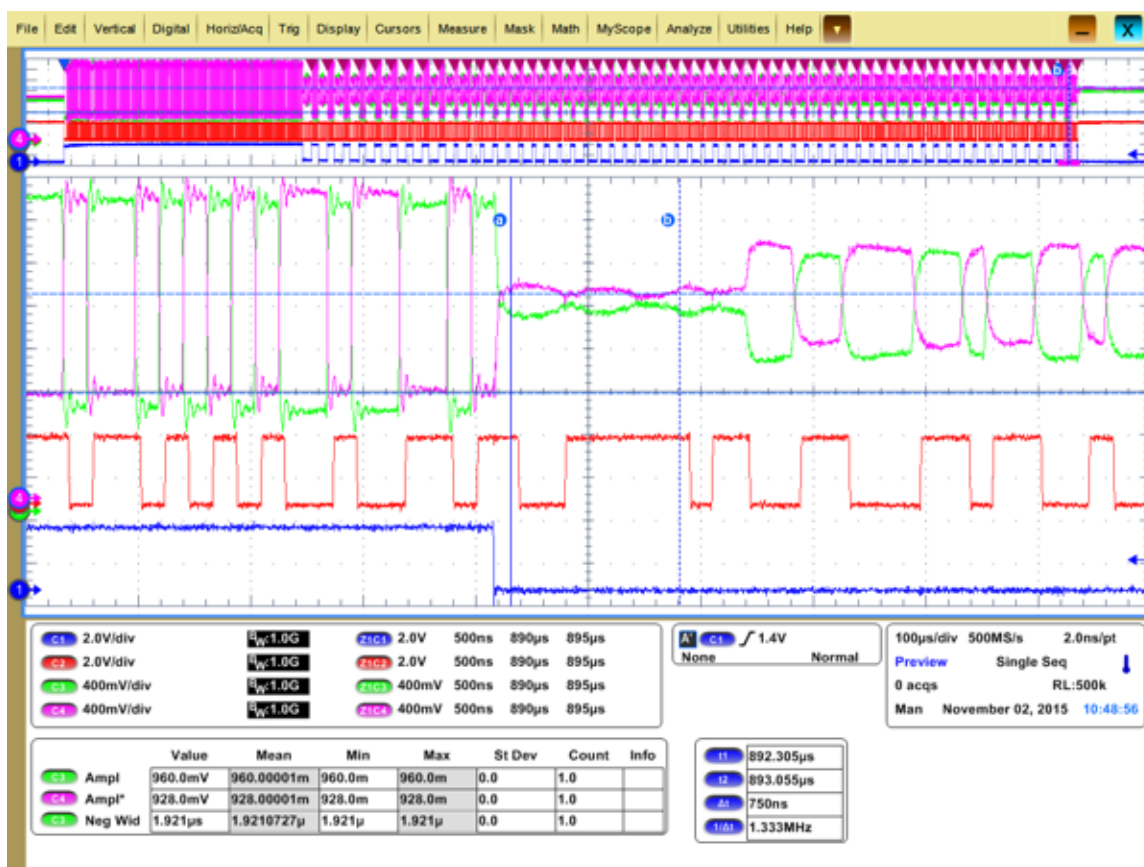 File Edit Vertical Digital Horiz/Acq Trig Display Cursors Measure Mask Math MyScope Analyze Utilities Help X
b
4
1
a b
4
1
C1 2.0V/div BW:1.0G Z1C1 2.0V 500ns 890µs 895µs
C2 2.0V/div BW:1.0G Z1C2 2.0V 500ns 890µs 895µs
C3 400mV/div BW:1.0G Z1C3 400mV 500ns 890µs 895µs
C4 400mV/div BW:1.0G Z1C4 400mV 500ns 890µs 895µs
A' C1 1.4V
None Normal
100µs/div 500MS/s 2.0ns/pt
Preview Single Seq
0 acqs RL:500k
Man November 02, 2015 10:48:56
Value Mean Min Max St Dev Count Info
C3 Ampl 960.0mV 960.00001m 960.0m 960.0m 0.0 1.0
C4 Ampl* 928.0mV 928.00001m 928.0m 928.0m 0.0 1.0
C3 Neg Wid 1.921µs 1.9210727µ 1.921µ 1.921µ 0.0 1.0
t1 892.305µs
t2 893.055µs
Δt 750ns
1/Δt 1.333MHz